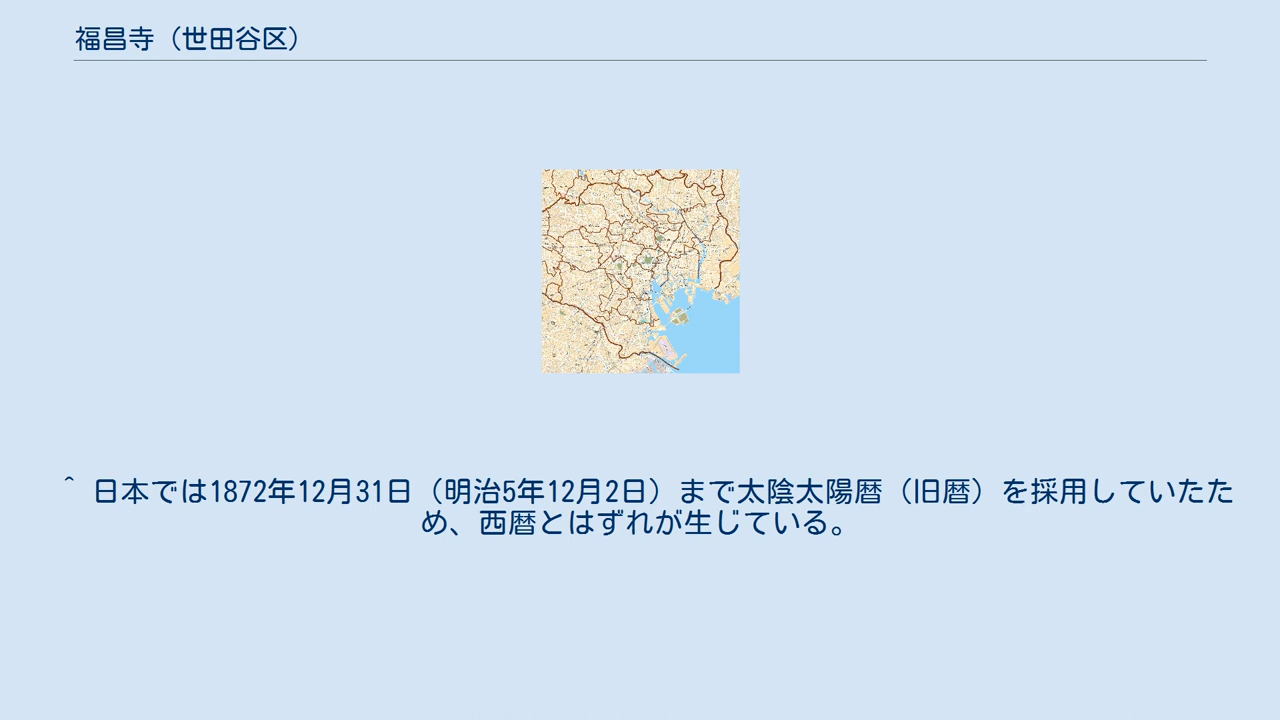 福昌寺（世田谷区）
^ 日本では1872年12月31日（明治5年12月2日）まで太陰太陽暦（旧暦）を採用していたた
め、西暦とはずれが生じている。